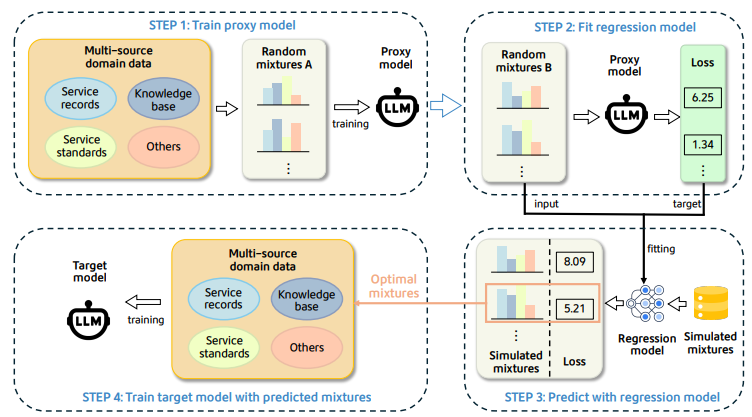 STEP 1: Train proxy model
Multi-source
domain data
Service
records
Knowledge
base
Service
standards
Others
Random
mixtures A
training
Proxy
model
LLM
STEP 2: Fit regression model
Random
mixtures B
Proxy
model
LLM
Loss
6.25
1.34
input
target
fitting
Target
model
LLM
training
Multi-source
domain data
Service
records
Knowledge
base
Service
standards
Others
Optimal
mixtures
8.09
5.21
Simulated
mixtures
Loss
Regression
model
Simulated
mixtures
STEP 4: Train target model with predicted mixtures
STEP 3: Predict with regression model